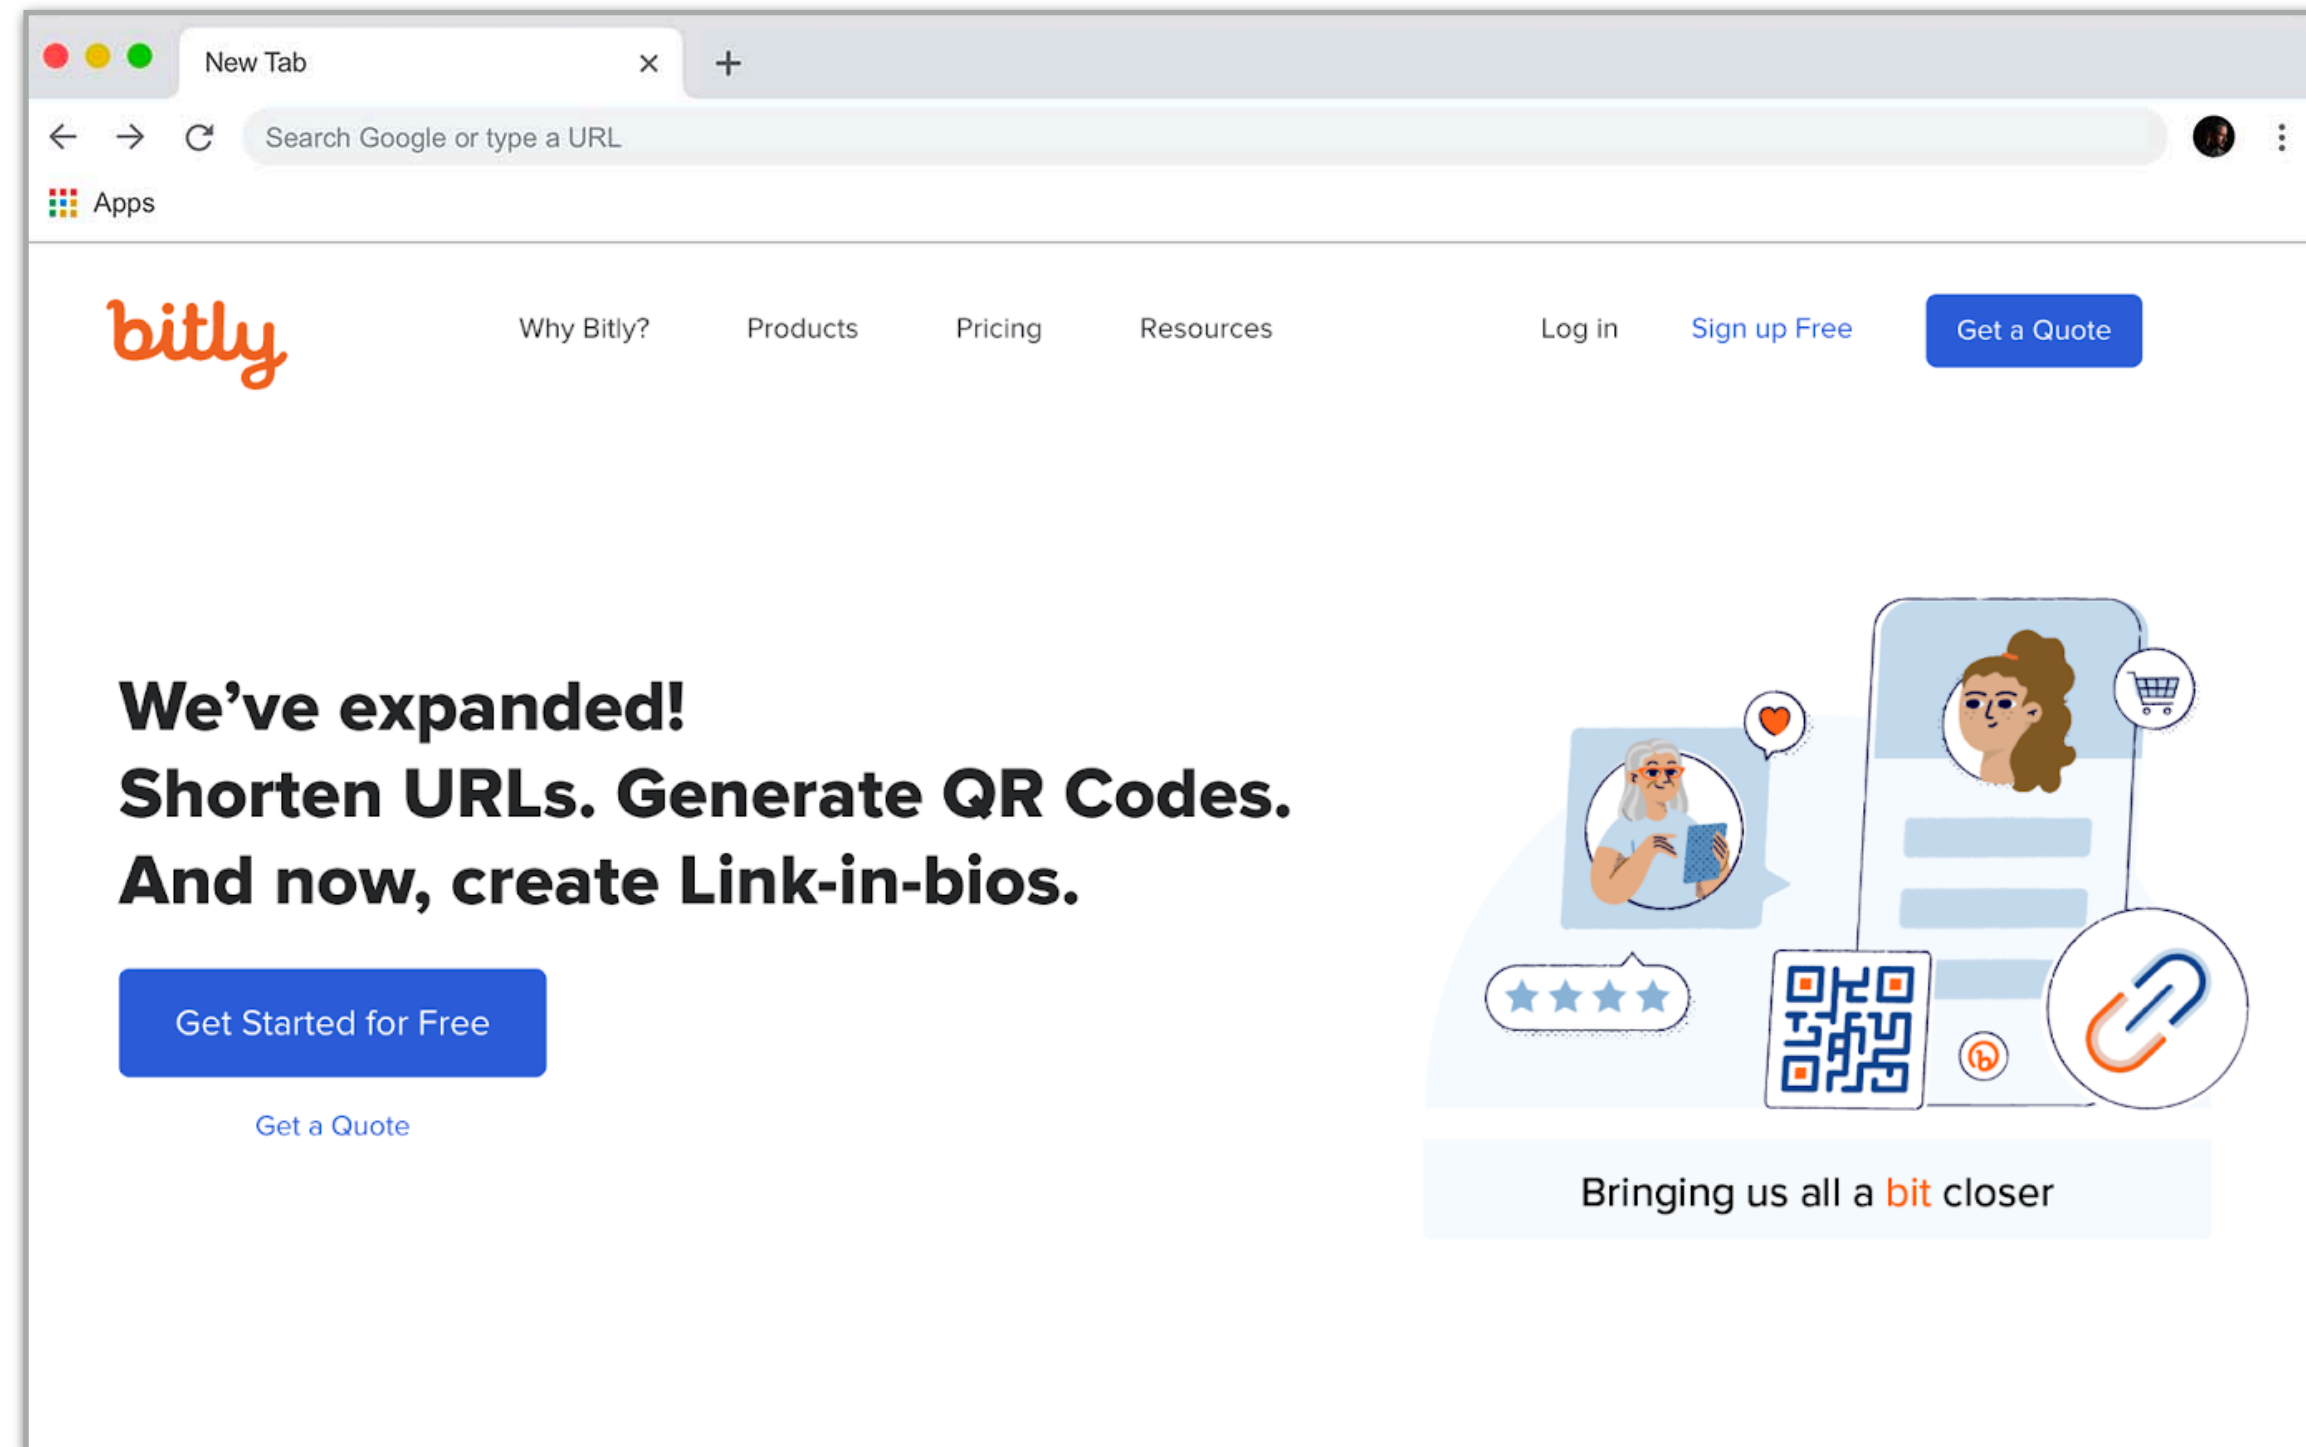 New Tab
Search Google or type a URL
Apps
bitly
Why Bitly?
Products
Pricing
Resources
Log in
Sign up Free
Get a Quote
We’ve expanded!
Shorten URLs. Generate QR Codes.
And now, create Link-in-bios.
Get Started for Free
Get a Quote
Bringing us all a bit closer